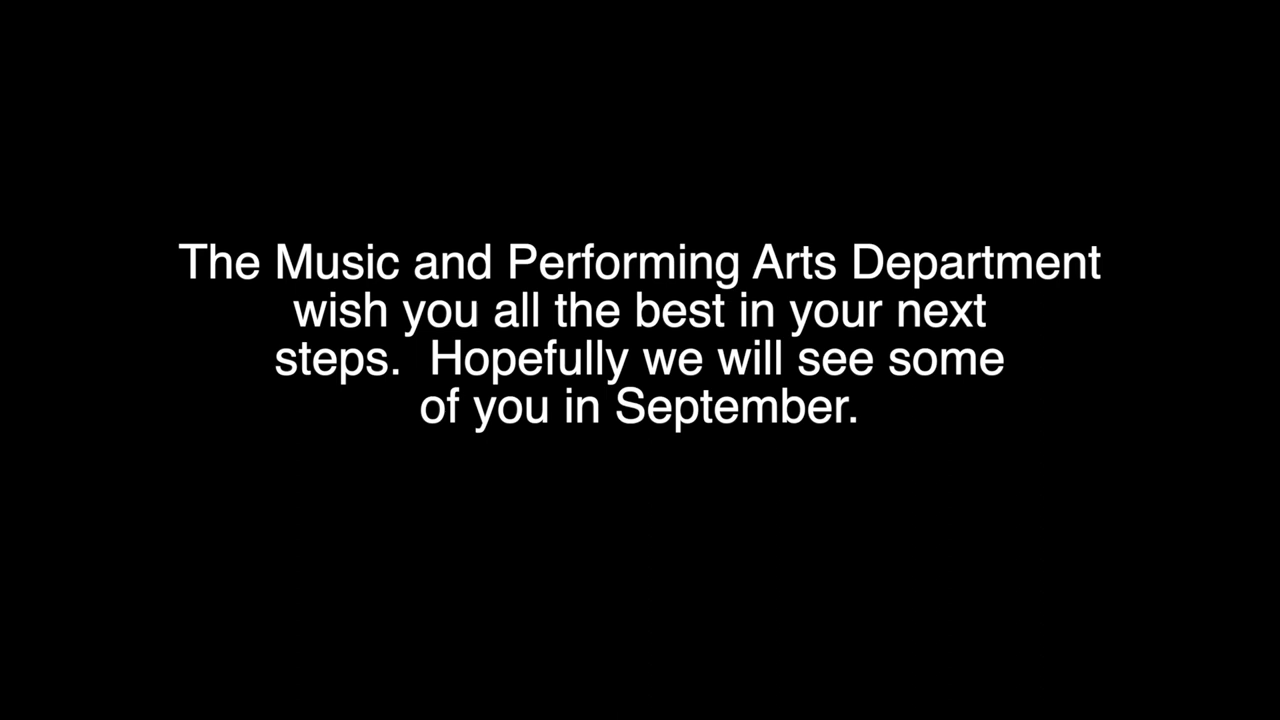 The Music and Performing Arts Department
wish you all the best in your next
steps.  Hopefully we will see some
of you in September.